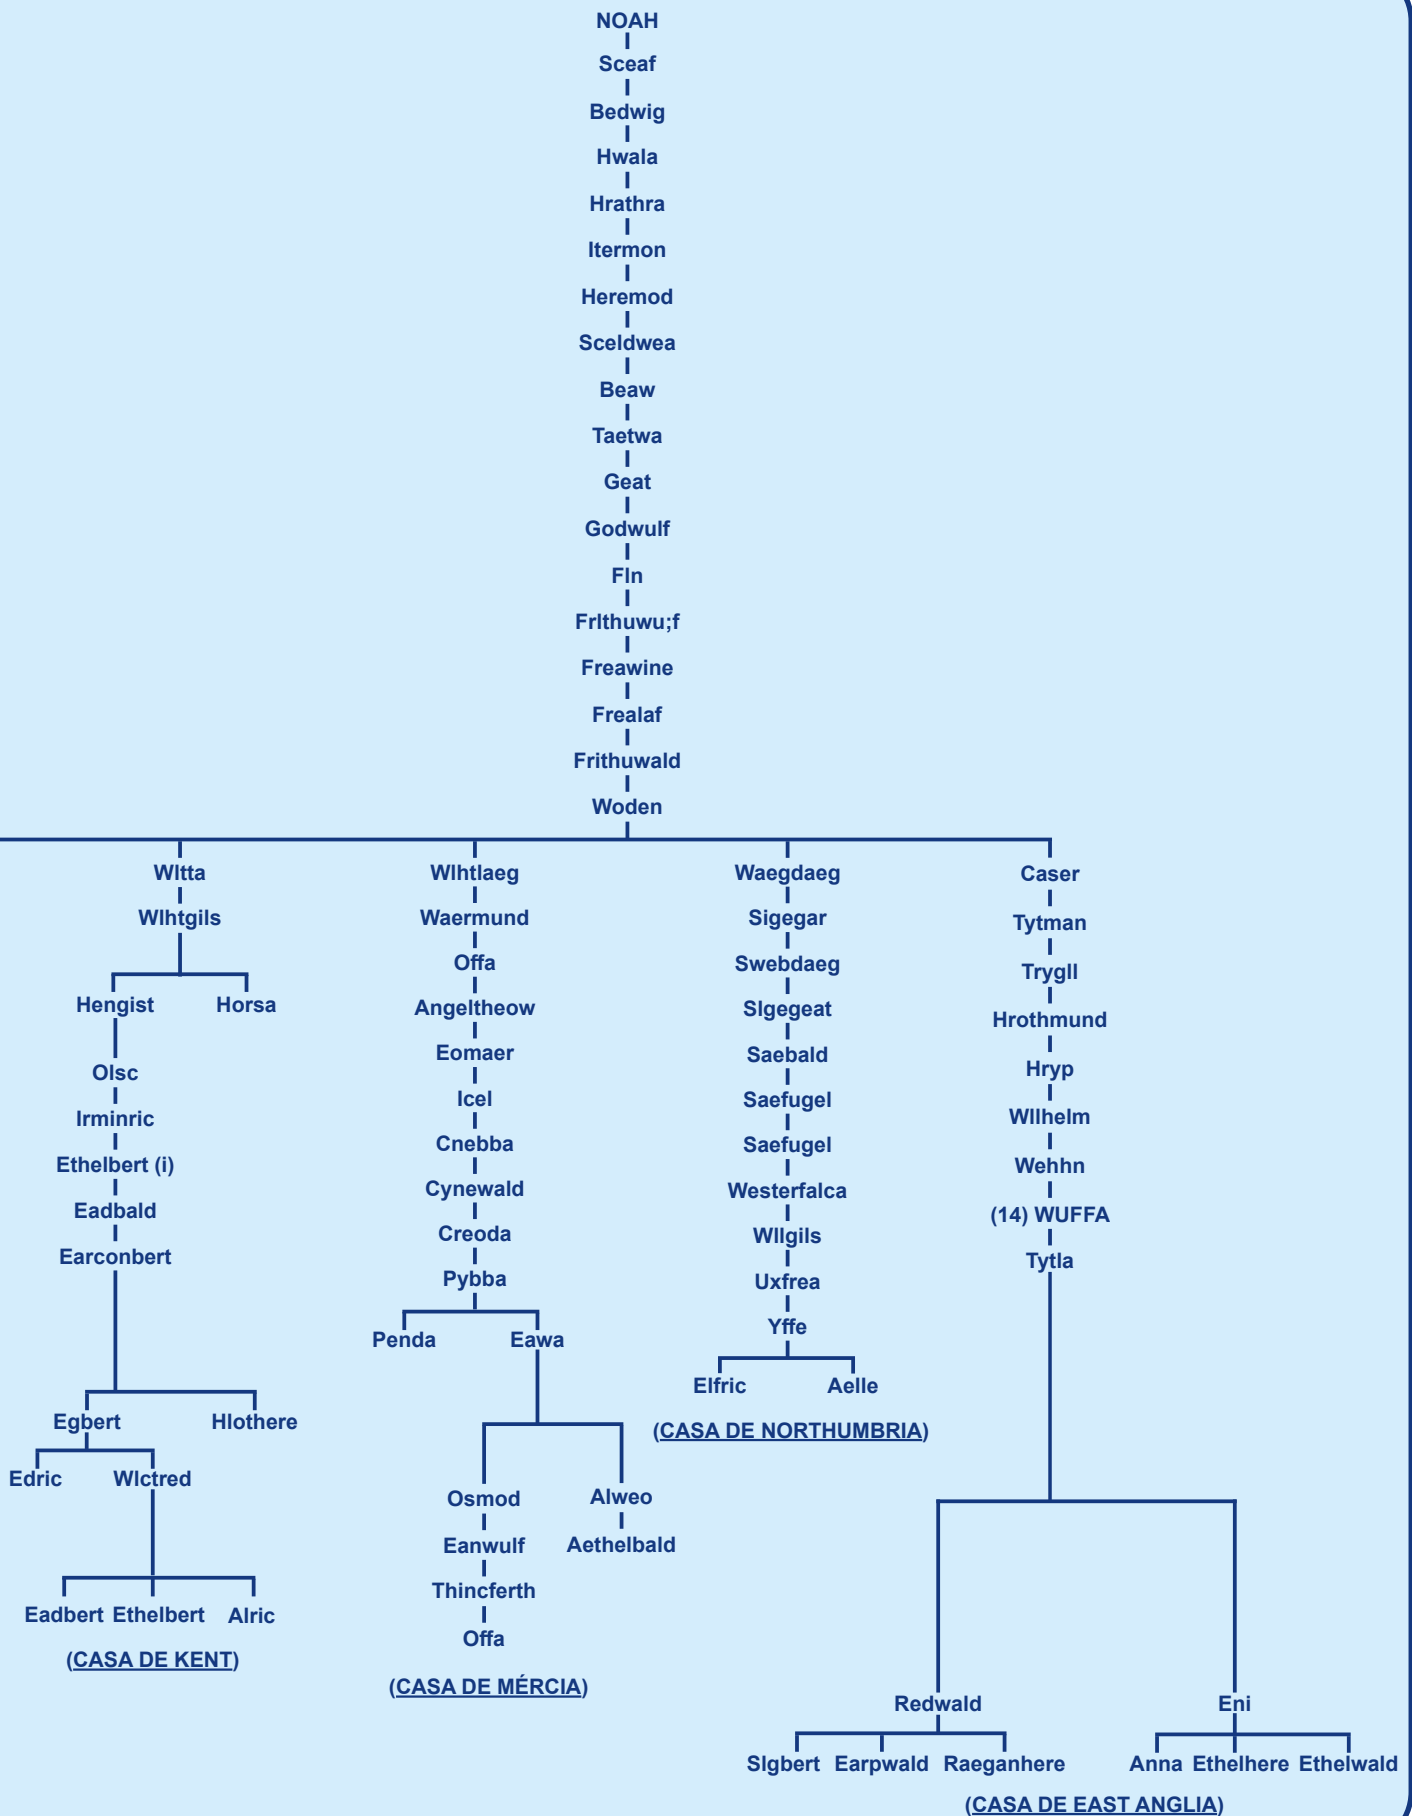 NOAH
Sceaf
Bedwig
Hwala
Hrathra
Itermon
Heremod
Sceldwea
Beaw
Taetwa
Geat
Godwulf
Fln
Frlthuwu;f
Freawine
Frealaf
Frithuwald
Woden
Wltta
Wlhtgils
Hengist Horsa
Olsc
Irminric
Ethelbert (i)
Eadbald
Earconbert
Egbert Hlothere
Edric Wlctred
Eadbert Ethelbert Alric
(CASA DE KENT)
Wlhtlaeg
Waermund
Offa
Angeltheow
Eomaer
Icel
Cnebba
Cynewald
Creoda
Pybba
Penda Eawa
Osmod Alweo
Eanwulf Aethelbald
Thincferth
Offa
(CASA DE MÉRCIA)
Waegdaeg
Sigegar
Swebdaeg
Slgegeat
Saebald
Saefugel
Saefugel
Westerfalca
Wllgils
Uxfrea
Yffe
Elfric Aelle
(CASA DE NORTHUMBRIA)
Caser
Tytman
Trygll
Hrothmund
Hryp
Wllhelm
Wehhn
(14) WUFFA
Tytla
Redwald Eni
Slgbert Earpwald Raeganhere Anna Ethelhere Ethelwald
(CASA DE EAST ANGLIA)